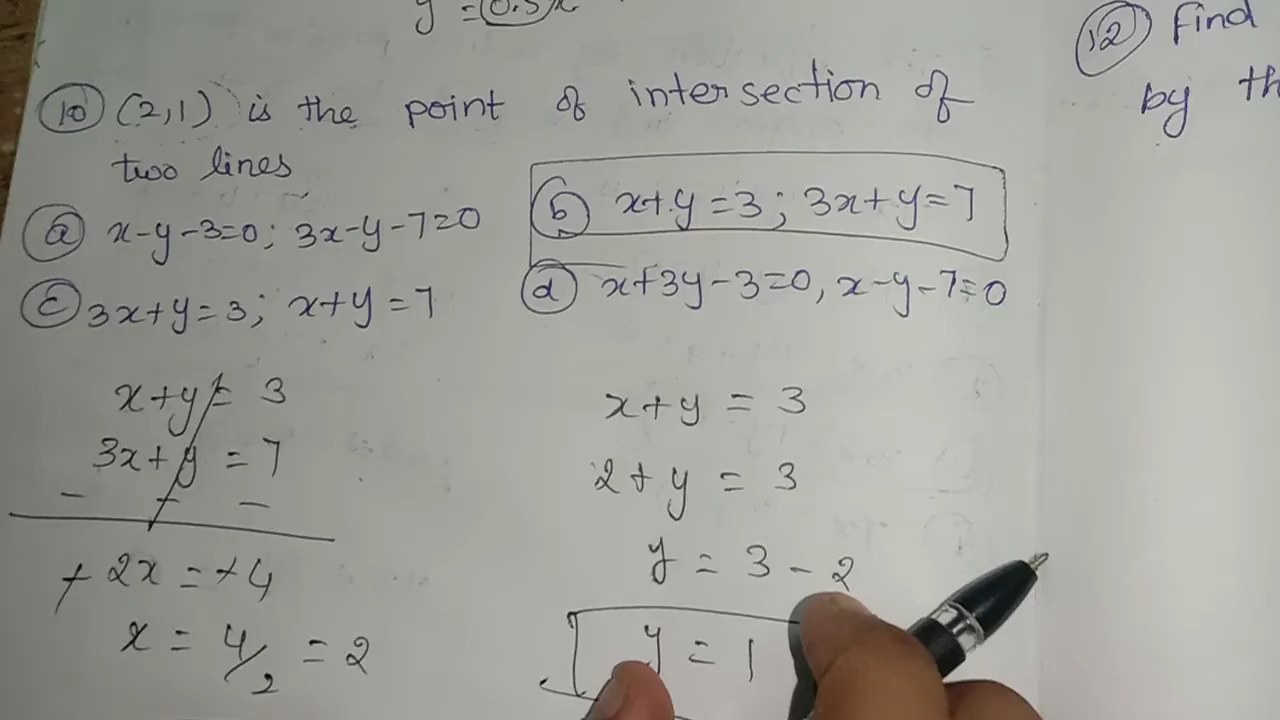 y = 0.5x
10 (2,1) is the point of intersection of
two lines
a x-y-3=0; 3x-y-7=0
b x+y=3; 3x+y=7
c 3x+y=3; x+y=7
d x+3y-3=0, x-y-7=0
x+y = 3
3x+y = 7
- - -
+2x = +4
x = 4/2 = 2
x+y = 3
2+y = 3
y = 3-2
y = 1
12 Find
by